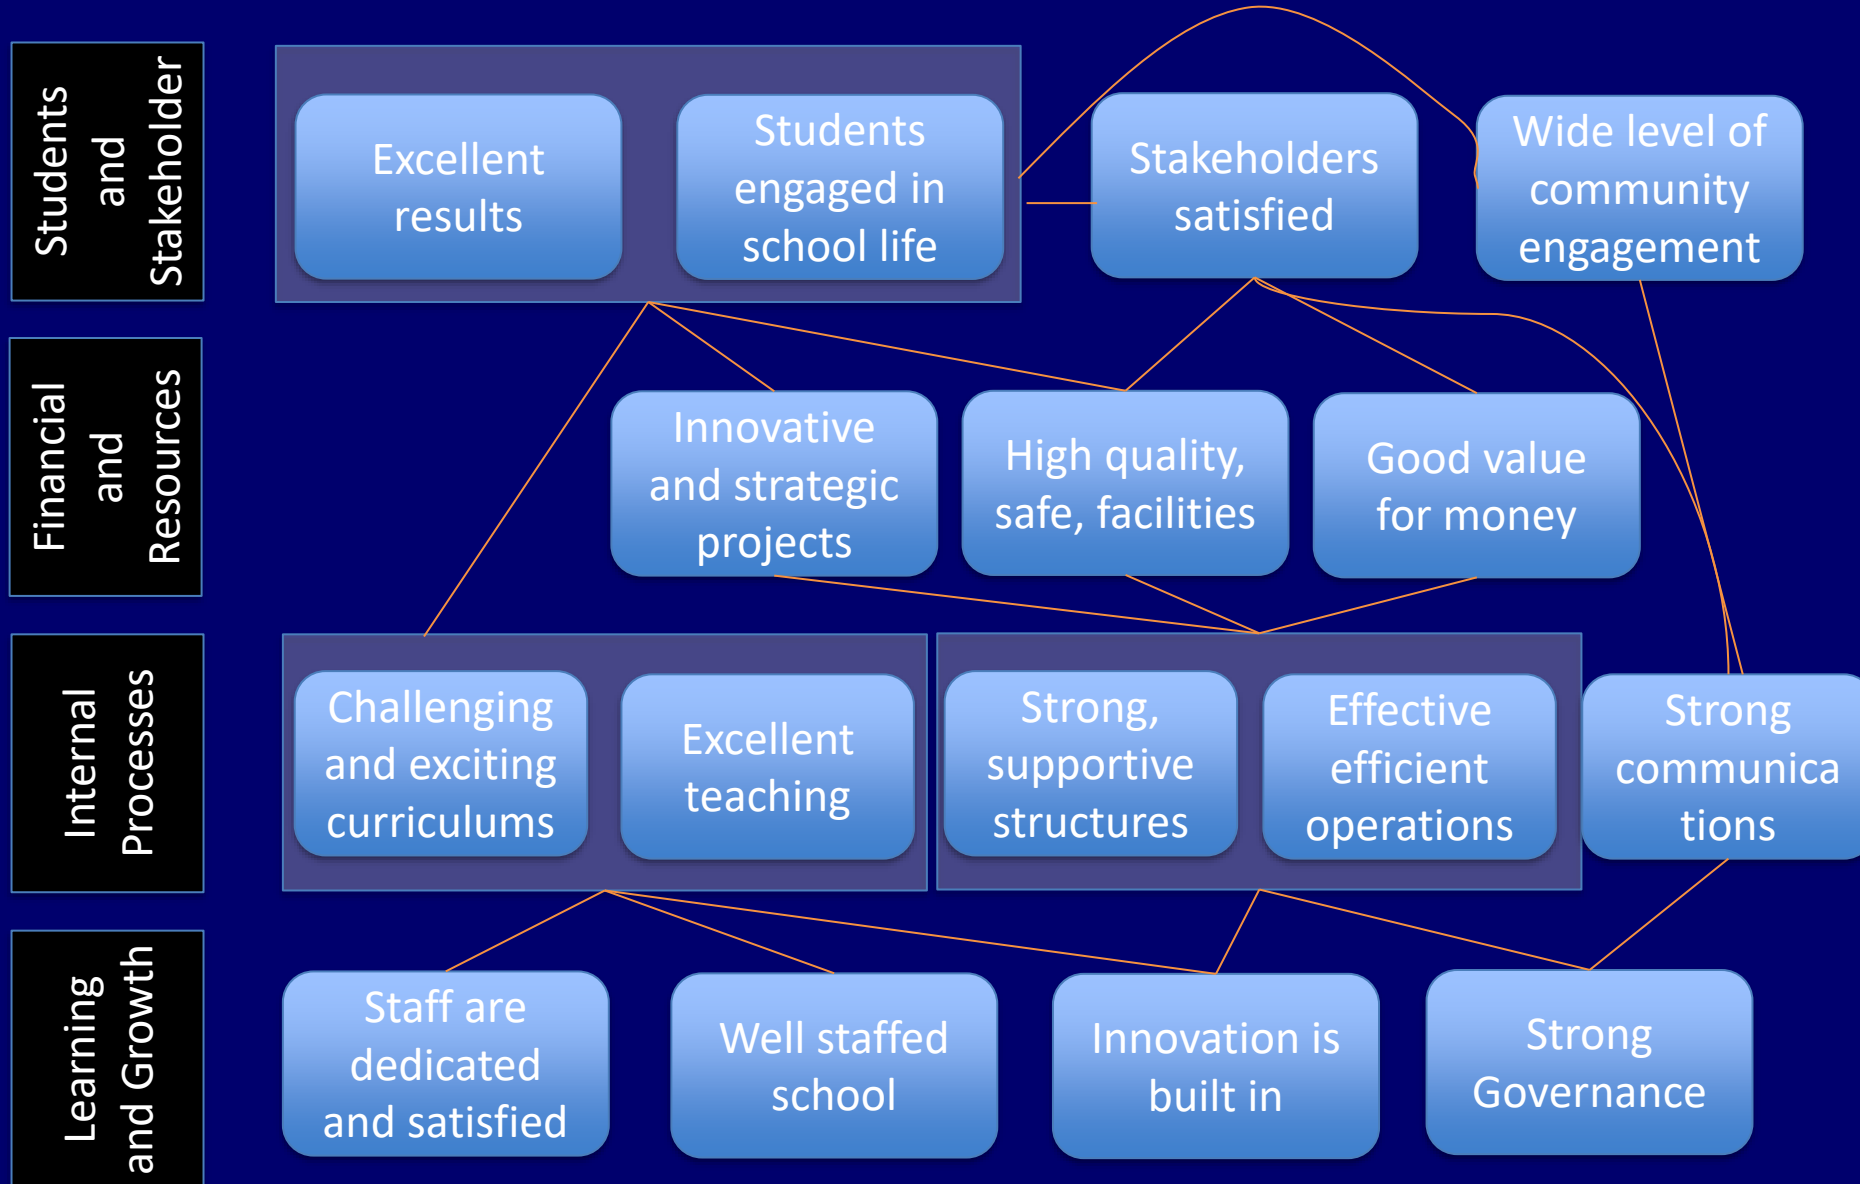 Students
and
Stakeholder
Excellent
results
Students
engaged in
school life
Stakeholders
satisfied
Wide level of
community
engagement
Financial
and
Resources
Innovative
and strategic
projects
High quality,
safe, facilities
Good value
for money
Internal
Processes
Challenging
and exciting
curriculums
Excellent
teaching
Strong,
supportive
structures
Effective
efficient
operations
Strong
communica
tions
Learning
and Growth
Staff are
dedicated
and satisfied
Well staffed
school
Innovation is
built in
Strong
Governance